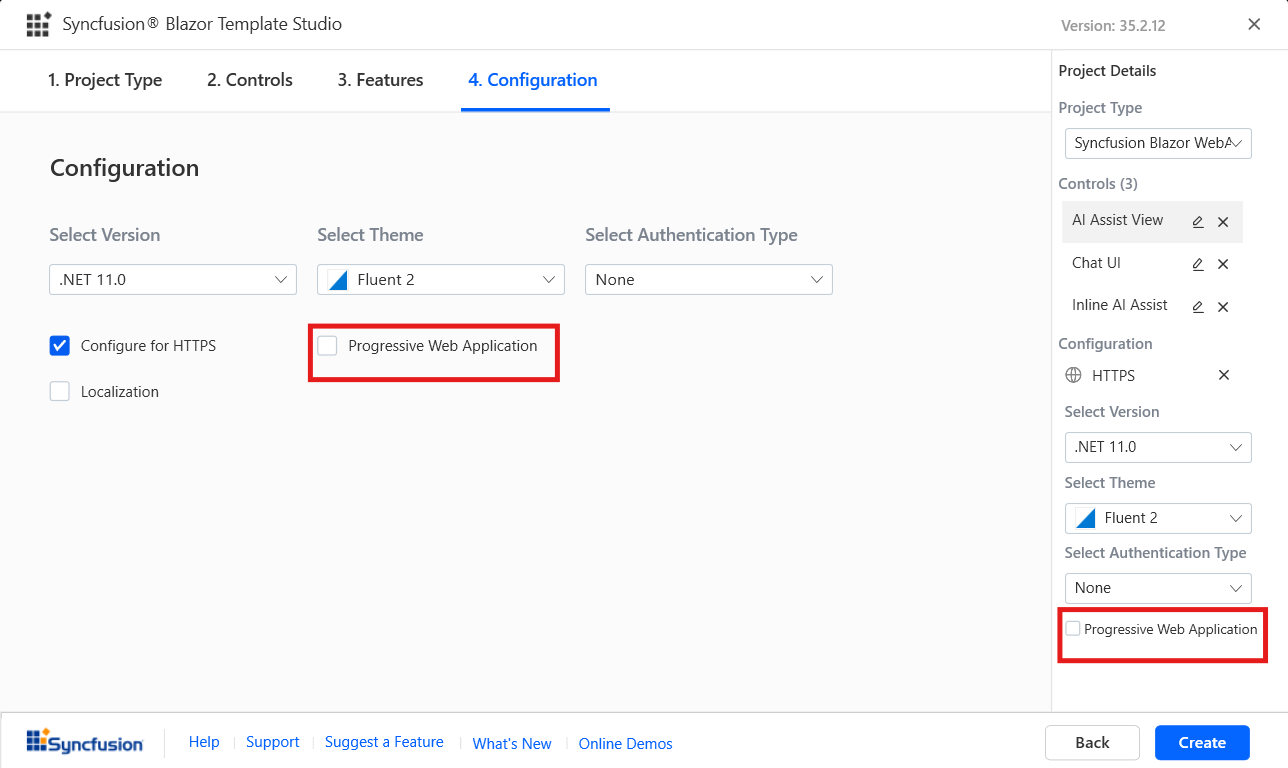 Syncfusion® Blazor Template Studio
Version: 35.2.12
1. Project Type
2. Controls
3. Features
4. Configuration
Configuration
Select Version
Select Theme
Select Authentication Type
.NET 11.0
Fluent 2
None
Configure for HTTPS
Progressive Web Application
Localization
Project Details
Project Type
Syncfusion Blazor WebA
Controls (3)
AI Assist View
Chat UI
Inline AI Assist
Configuration
HTTPS
Select Version
.NET 11.0
Select Theme
Fluent 2
Select Authentication Type
None
Progressive Web Application
Syncfusion
Help
Support
Suggest a Feature
What's New
Online Demos
Back
Create